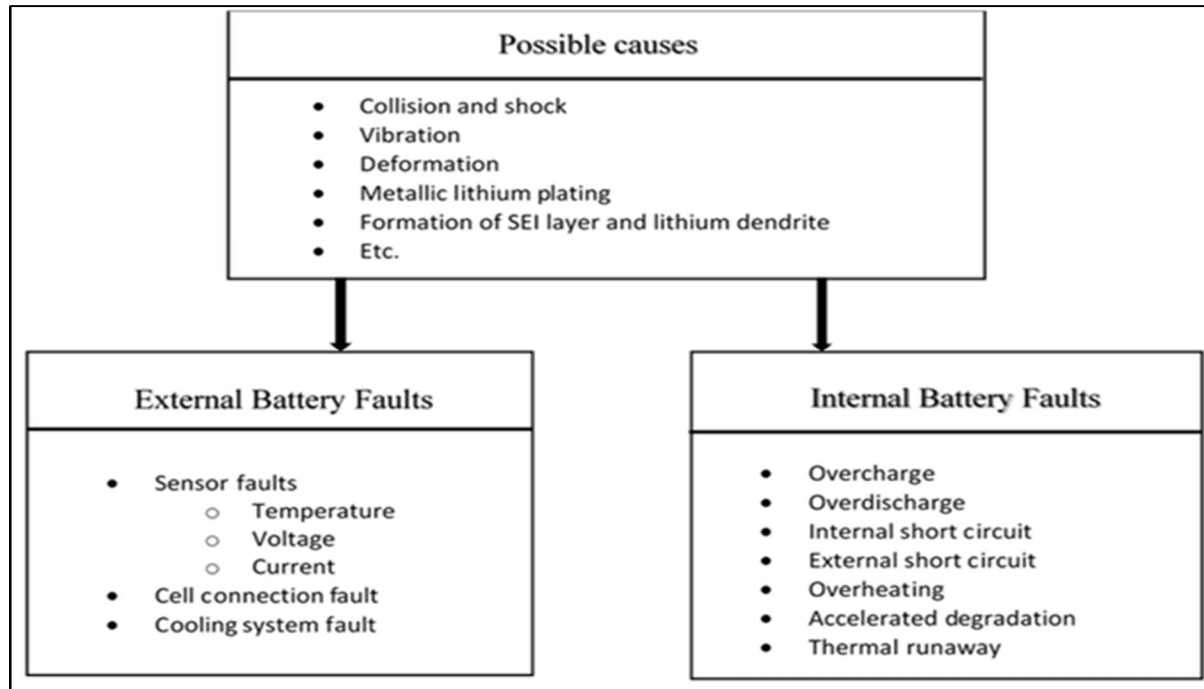 Possible causes
• Collision and shock
• Vibration
• Deformation
• Metallic lithium plating
• Formation of SEI layer and lithium dendrite
• Etc.
External Battery Faults
• Sensor faults
o Temperature
o Voltage
o Current
• Cell connection fault
• Cooling system fault
Internal Battery Faults
• Overcharge
• Overdischarge
• Internal short circuit
• External short circuit
• Overheating
• Accelerated degradation
• Thermal runaway